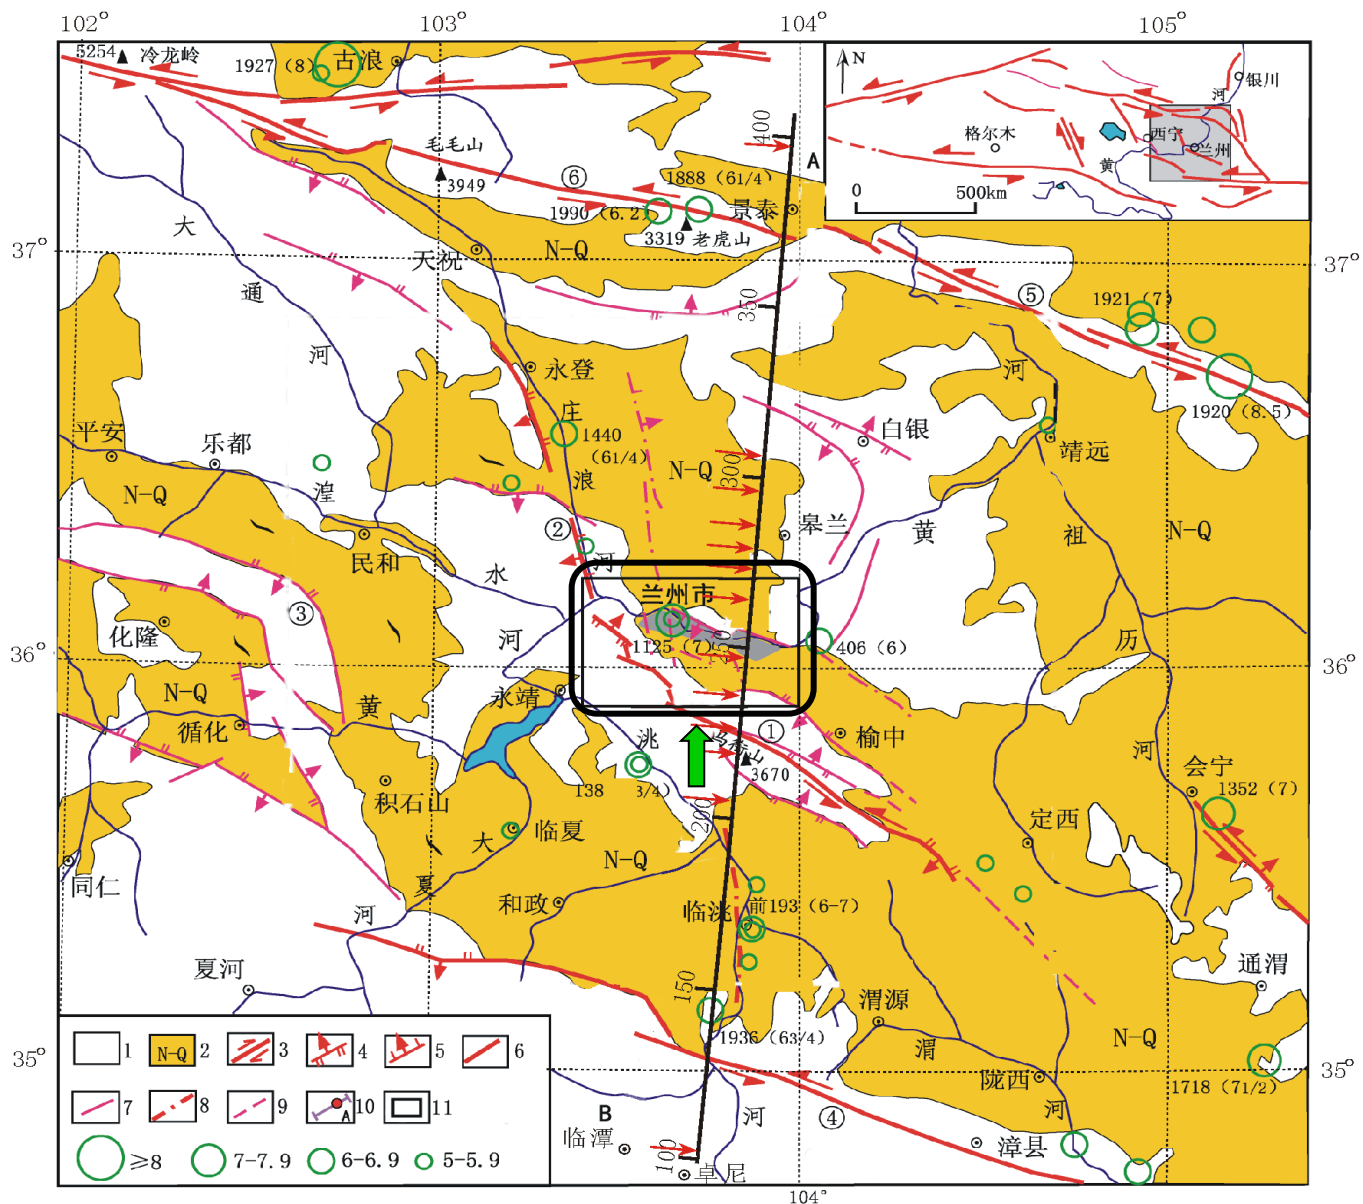 102°
103°
104°
105°
5254
冷龙岭
1927 (8)
古浪
400
A
N
银川
河
格尔木
西宁
兰州
黄
0
500km
毛毛山
3949
⑥
1888 (61/4)
1990 (6.2)
景泰
3319 老虎山
大
37°
37°
天祝
N-Q
通
350
⑤
1921 (7)
河
永登
河
1920 (8.5)
庄
1440
(61/4)
平安
乐都
白银
靖远
浪
N-Q
300
N-Q
湟
②
皋兰
黄
祖
N-Q
民和
水
河
兰州市
③
化隆
河
1125 (7)
406 (6)
历
36°
36°
N-Q
永靖
黄
循化
洮
①
榆中
河
马衔山
3670
会宁
1352 (7)
积石山
138
3/4)
200
定西
大
临夏
N-Q
同仁
夏
和政
临洮
前193 (6-7)
河
夏河
150
渭源
通渭
1936 (63/4)
渭
N-Q
35°
35°
陇西
1718 (71/2)
1
N-Q
2
3
4
5
6
7
8
9
A
10
11
B
河
④
河
临潭
漳县
≥8
7-7.9
6-6.9
5-5.9
100
卓尼
104°